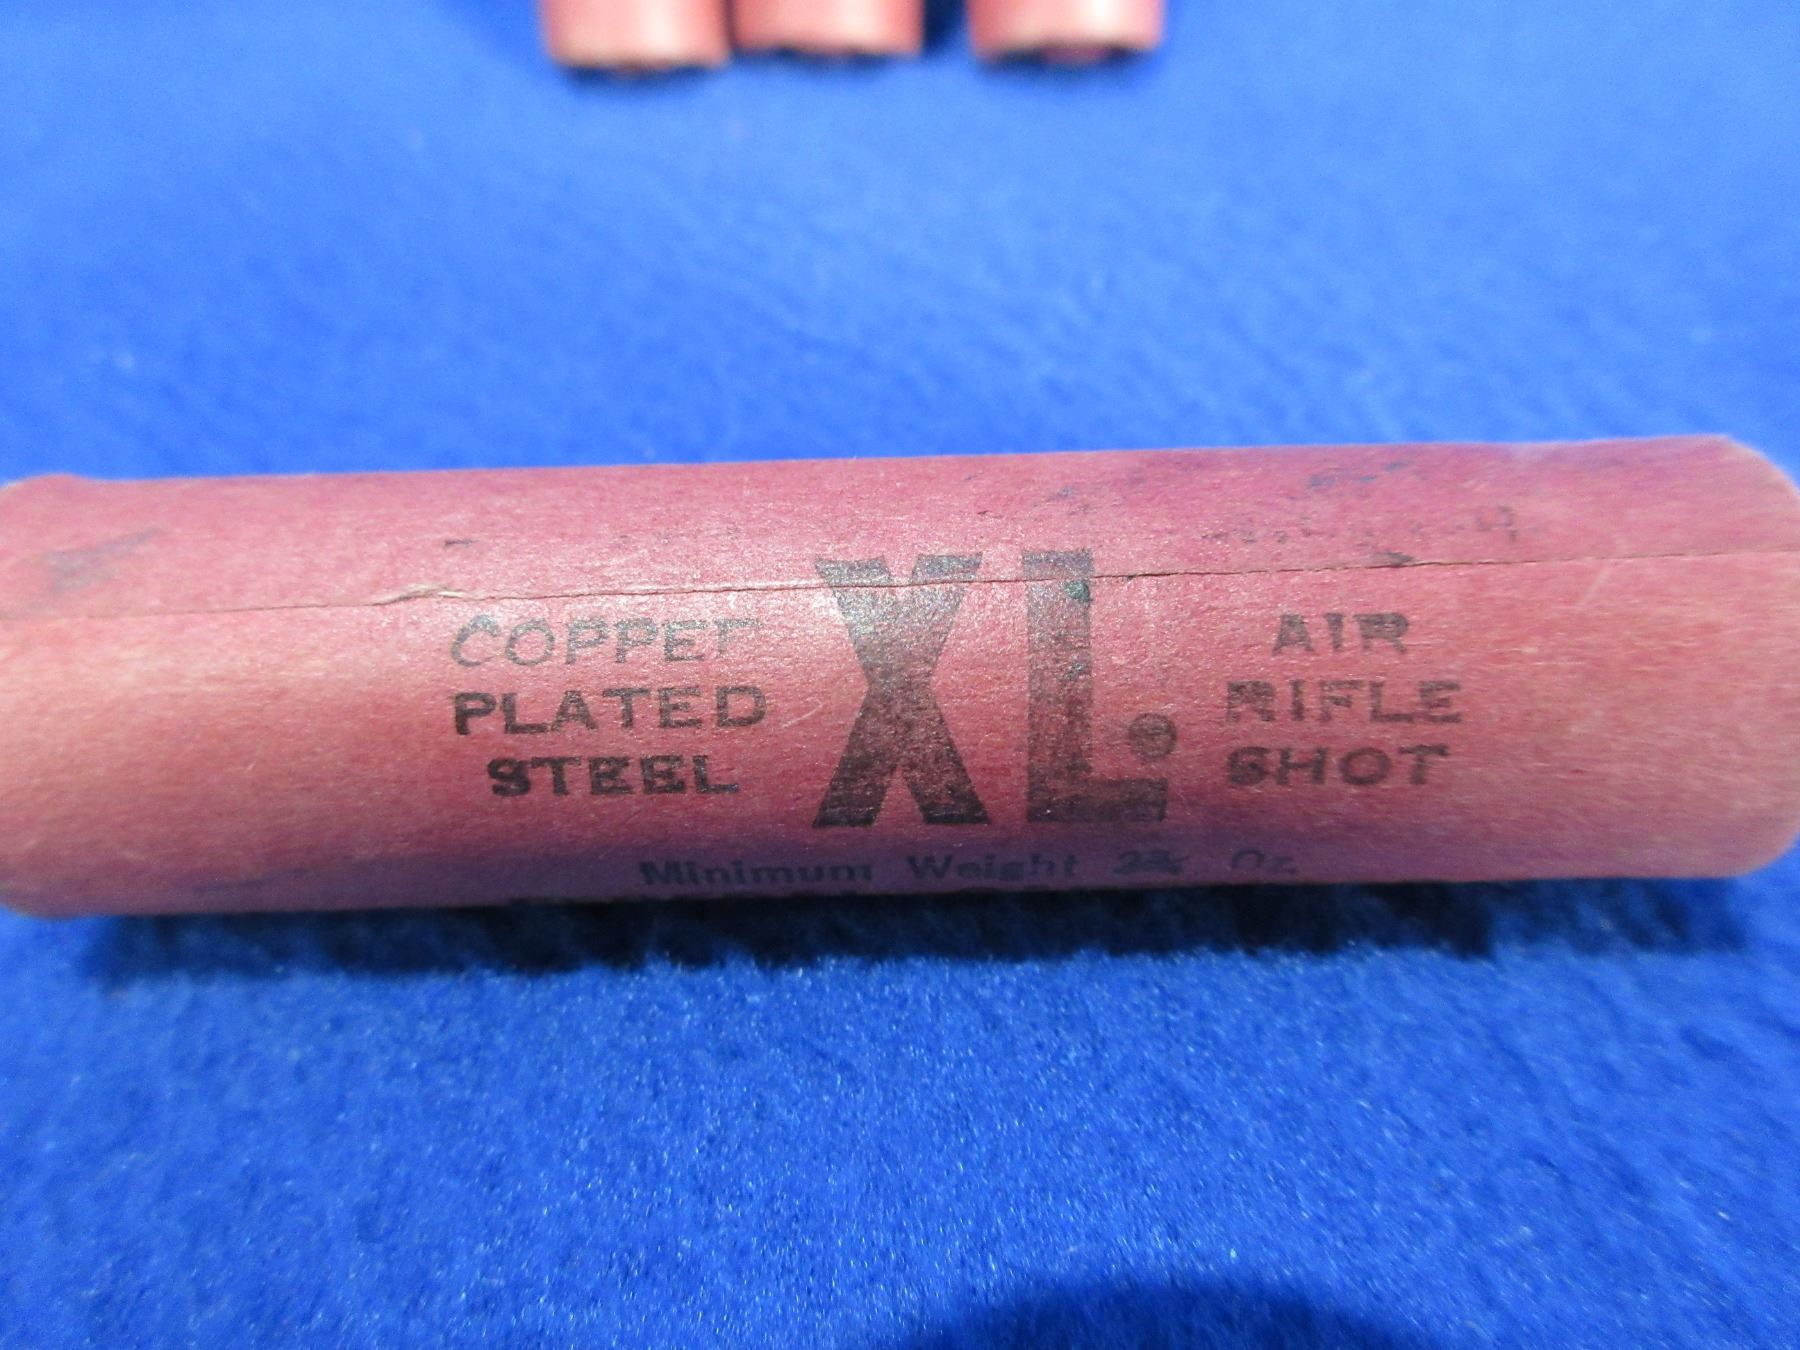 COPPER
PLATED
STEEL
XL.
AIR
RIFLE
SHOT
Minimum Weight Oz.